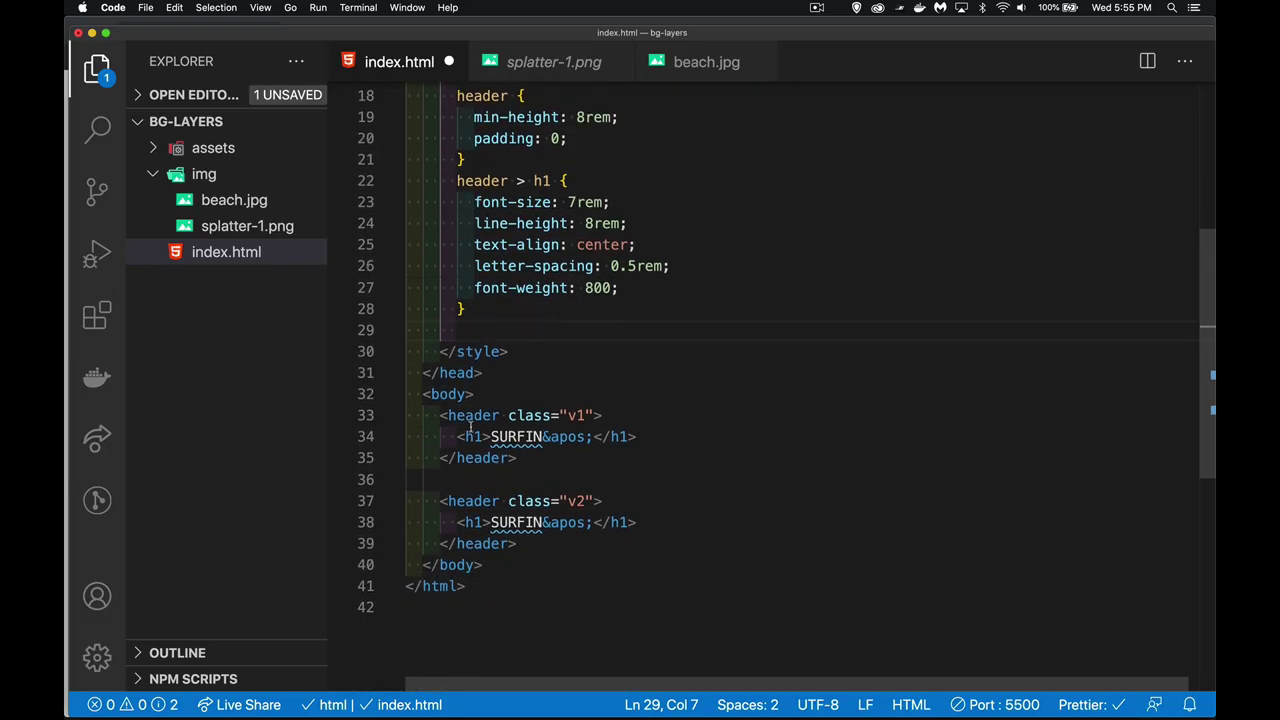 Code File Edit Selection View Go Run Terminal Window Help 100% Wed 5:55 PM
index.html — bg-layers
EXPLORER
index.html
splatter-1.png
beach.jpg
1
OPEN EDITO... 1 UNSAVED
BG-LAYERS
assets
img
beach.jpg
splatter-1.png
index.html
OUTLINE
NPM SCRIPTS
18 header {
19 min-height: 8rem;
20 padding: 0;
21 }
22 header > h1 {
23 font-size: 7rem;
24 line-height: 8rem;
25 text-align: center;
26 letter-spacing: 0.5rem;
27 font-weight: 800;
28 }
29
30 </style>
31 </head>
32 <body>
33 <header class="v1">
34 <h1>SURFIN&apos;</h1>
35 </header>
36
37 <header class="v2">
38 <h1>SURFIN&apos;</h1>
39 </header>
40 </body>
41 </html>
42
0 0 2 Live Share html index.html Ln 29, Col 7 Spaces: 2 UTF-8 LF HTML Port : 5500 Prettier: